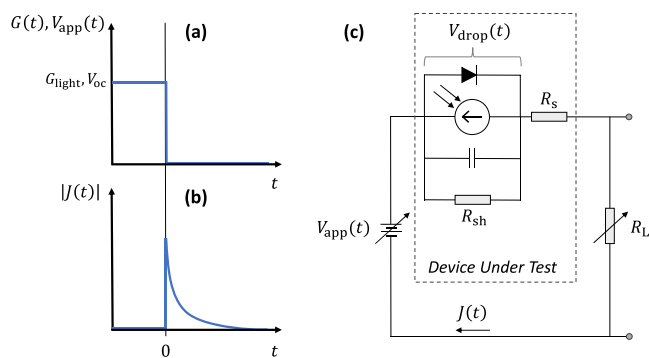 G(t), V_app(t)
(a)
G_light, V_oc
t
|J(t)|
(b)
0
t
(c)
V_drop(t)
R_s
R_sh
V_app(t)
R_L
Device Under Test
J(t)